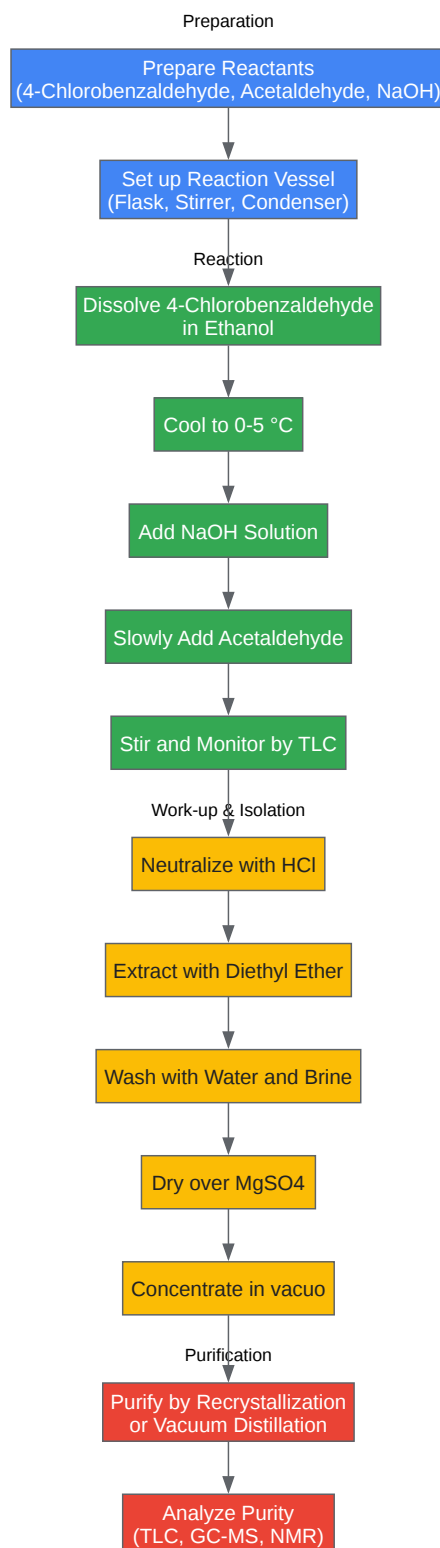 Preparation
Prepare Reactants
(4-Chlorobenzaldehyde, Acetaldehyde, NaOH)
Set up Reaction Vessel
(Flask, Stirrer, Condenser)
Reaction
Dissolve 4-Chlorobenzaldehyde
in Ethanol
Cool to 0-5 °C
Add NaOH Solution
Slowly Add Acetaldehyde
Stir and Monitor by TLC
Work-up & Isolation
Neutralize with HCl
Extract with Diethyl Ether
Wash with Water and Brine
Dry over MgSO4
Concentrate in vacuo
Purification
Purify by Recrystallization
or Vacuum Distillation
Analyze Purity
(TLC, GC-MS, NMR)